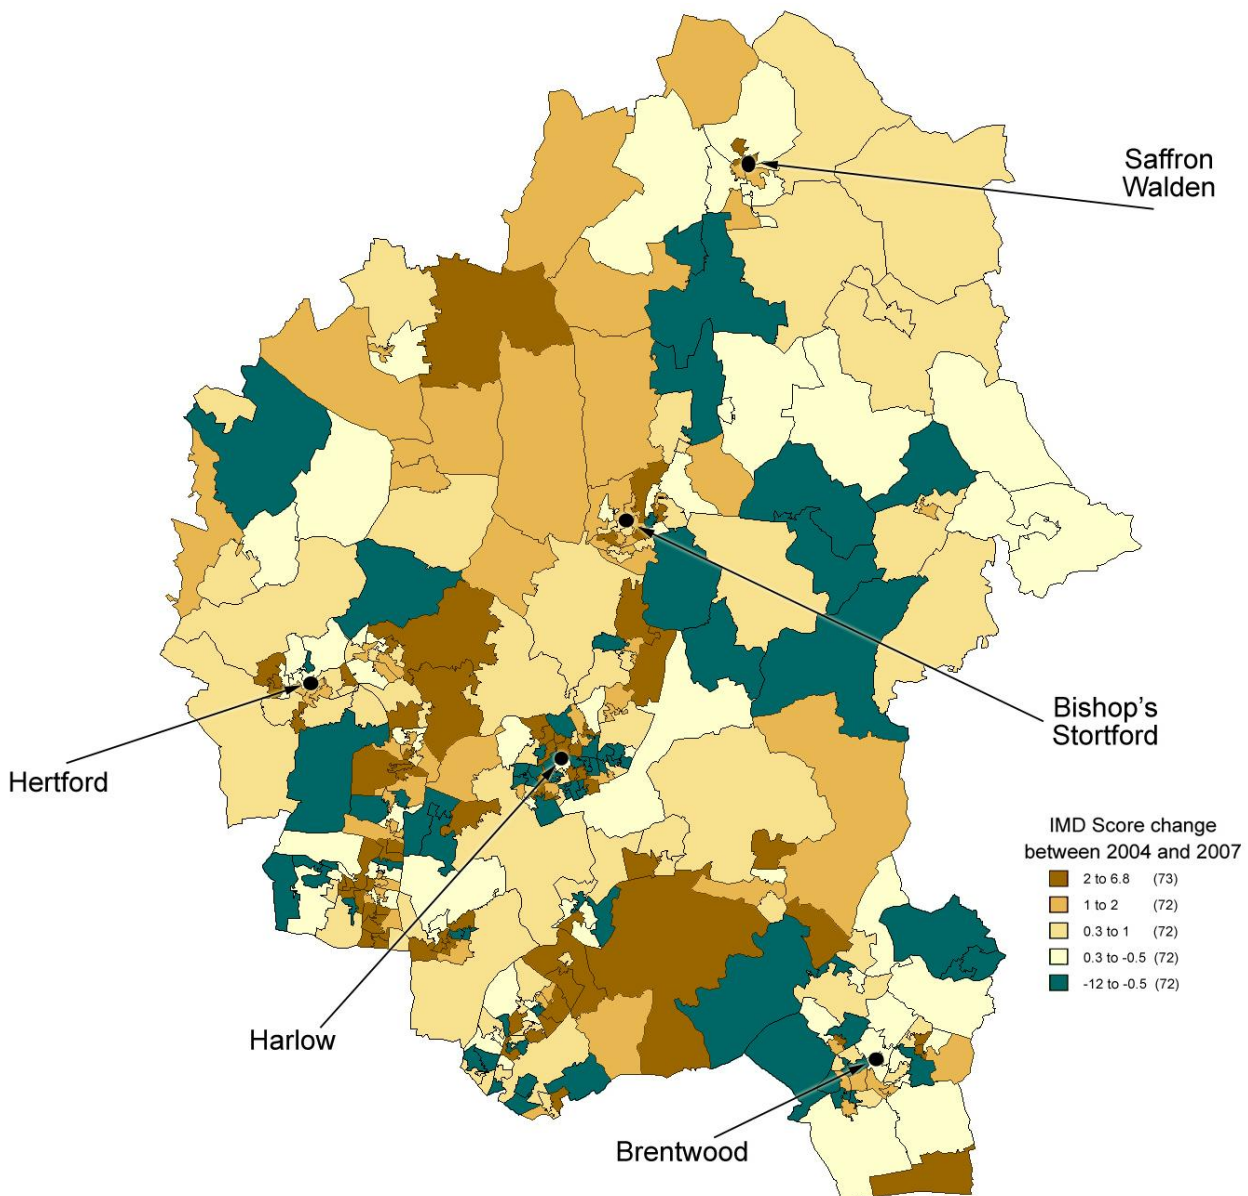 Saffron
Walden
Bishop's
Stortford
Hertford
IMD Score change
between 2004 and 2007
2 to 6.8 (73)
1 to 2 (72)
0.3 to 1 (72)
0.3 to -0.5 (72)
-12 to -0.5 (72)
Harlow
Brentwood